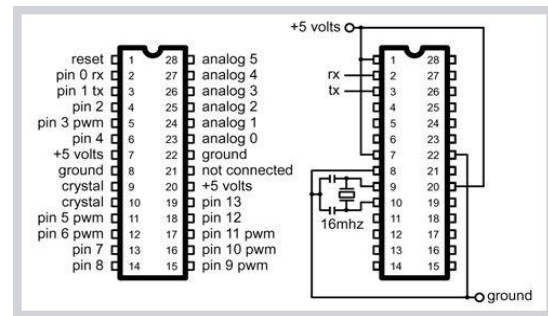 +5 volts
reset 1 28 analog 5
pin 0 rx 2 27 analog 4
pin 1 tx 3 26 analog 3
pin 2 4 25 analog 2
pin 3 pwm 5 24 analog 1
pin 4 6 23 analog 0
+5 volts 7 22 ground
ground 8 21 not connected
crystal 9 20 +5 volts
crystal 10 19 pin 13
pin 5 pwm 11 18 pin 12
pin 6 pwm 12 17 pin 11 pwm
pin 7 13 16 pin 10 pwm
pin 8 14 15 pin 9 pwm
1 28
rx 2 27
tx 3 26
4 25
5 24
6 23
7 22
8 21
9 20
10 19
16mhz 11 18
12 17
13 16
14 15
ground